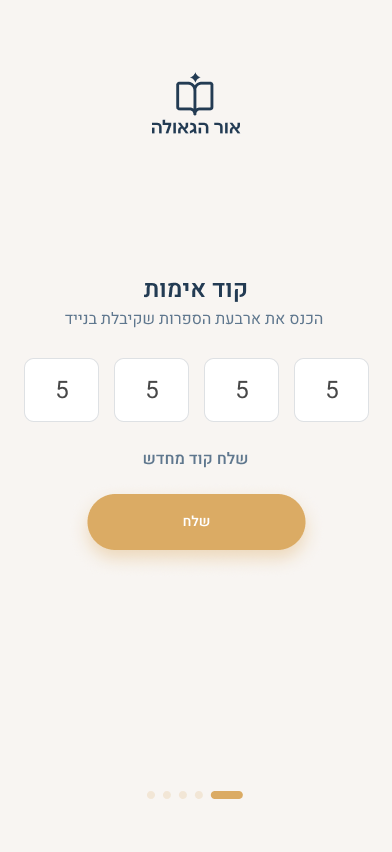 אור הגאולה
קוד אימות
הכנס את ארבעת הספרות שקיבלת בנייד
5 5 5 5
שלח קוד מחדש
שלח